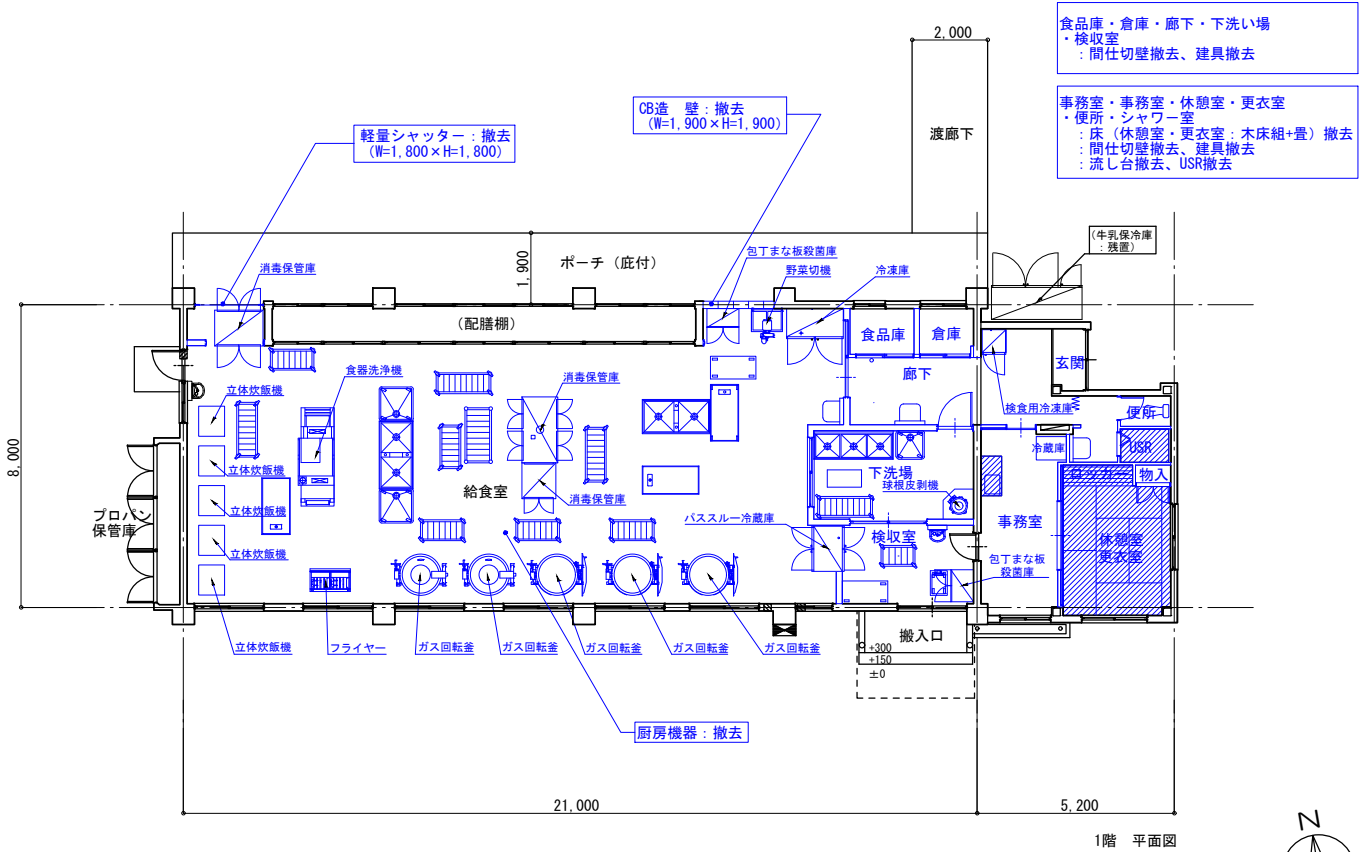 食品庫・倉庫・廊下・下洗い場
・検収室
：間仕切壁撤去、建具撤去
事務室・事務室・休憩室・更衣室
・便所・シャワー室
：床（休憩室・更衣室：木床組+畳）撤去
：間仕切壁撤去、建具撤去
：流し台撤去、USR撤去
2,000
CB造　壁：撤去
（W=1,900×H=1,900）
軽量シャッター：撤去
（W=1,800×H=1,800）
渡廊下
（牛乳保冷庫
：残置）
1,900
ポーチ（庇付）
包丁まな板殺菌庫
消毒保管庫
野菜切機
冷凍庫
（配膳棚）
食品庫
倉庫
玄関
廊下
食器洗浄機
消毒保管庫
立体炊飯機
検食用冷凍庫
便所
8,000
冷蔵庫
USR
立体炊飯機
下洗場
球根皮剥機
ロッカー
物入
給食室
消毒保管庫
プロパン
保管庫
立体炊飯機
パススルー冷蔵庫
事務室
検収室
休憩室
更衣室
立体炊飯機
包丁まな板
殺菌庫
立体炊飯機
フライヤー
ガス回転釜
ガス回転釜
ガス回転釜
ガス回転釜
ガス回転釜
搬入口
+300
+150
±0
厨房機器：撤去
21,000
5,200
1階　平面図
N